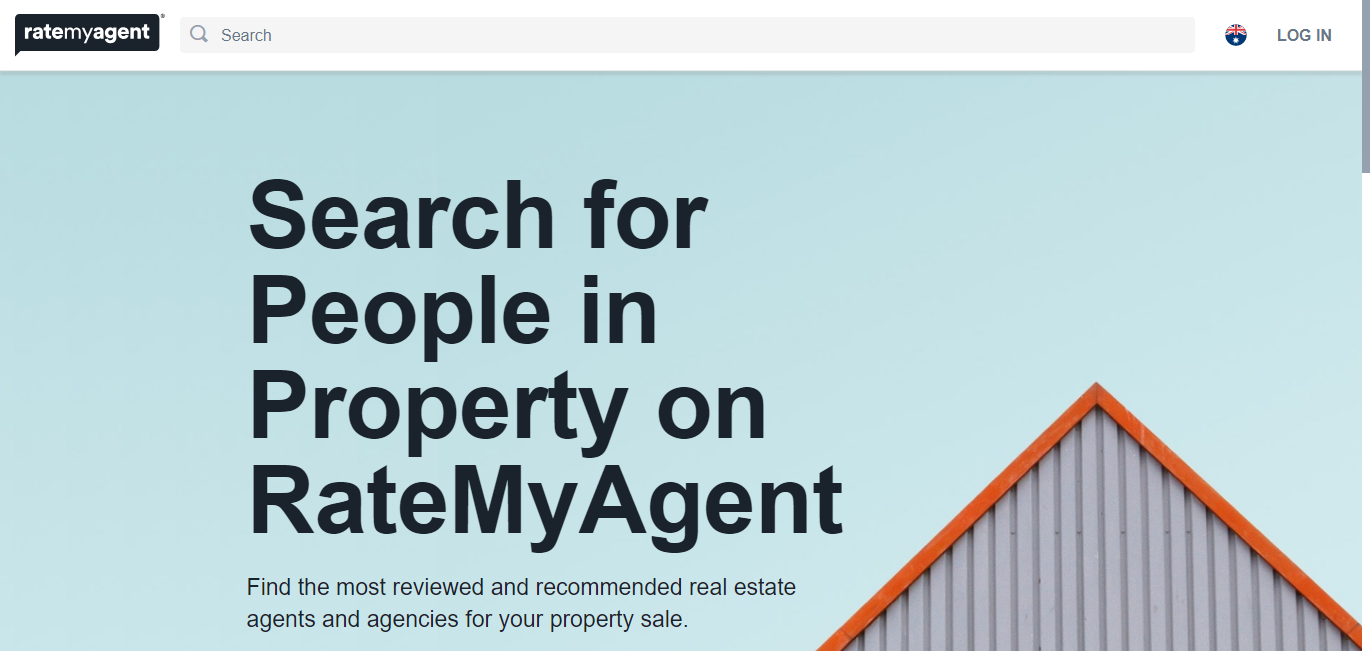 ratemyagent®
Search
LOG IN
Search for
People in
Property on
RateMyAgent
Find the most reviewed and recommended real estate
agents and agencies for your property sale.